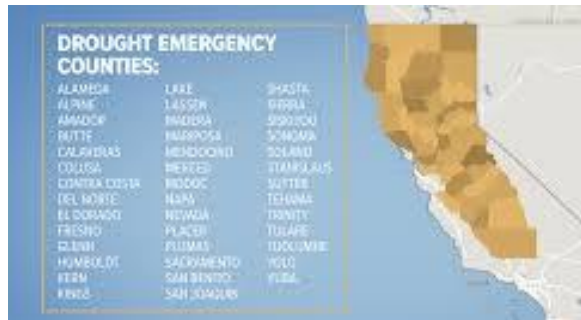 DROUGHT EMERGENCY
COUNTIES:
ALAMEDA
ALPINE
AMADOR
BUTTE
CALAVERAS
COLUSA
CONTRA COSTA
DEL NORTE
EL DORADO
FRESNO
GLENN
HUMBOLDT
KERN
KINGS
LAKE
LASSEN
MADERA
MARIPOSA
MENDOCINO
MERCED
MODOC
NAPA
NEVADA
PLACER
PLUMAS
SACRAMENTO
SAN BENITO
SAN JOAQUIN
SHASTA
SIERRA
SISKIYOU
SONOMA
SOLANO
STANISLAUS
SUTTER
TEHAMA
TRINITY
TULARE
TUOLUMNE
YOLO
YUBA